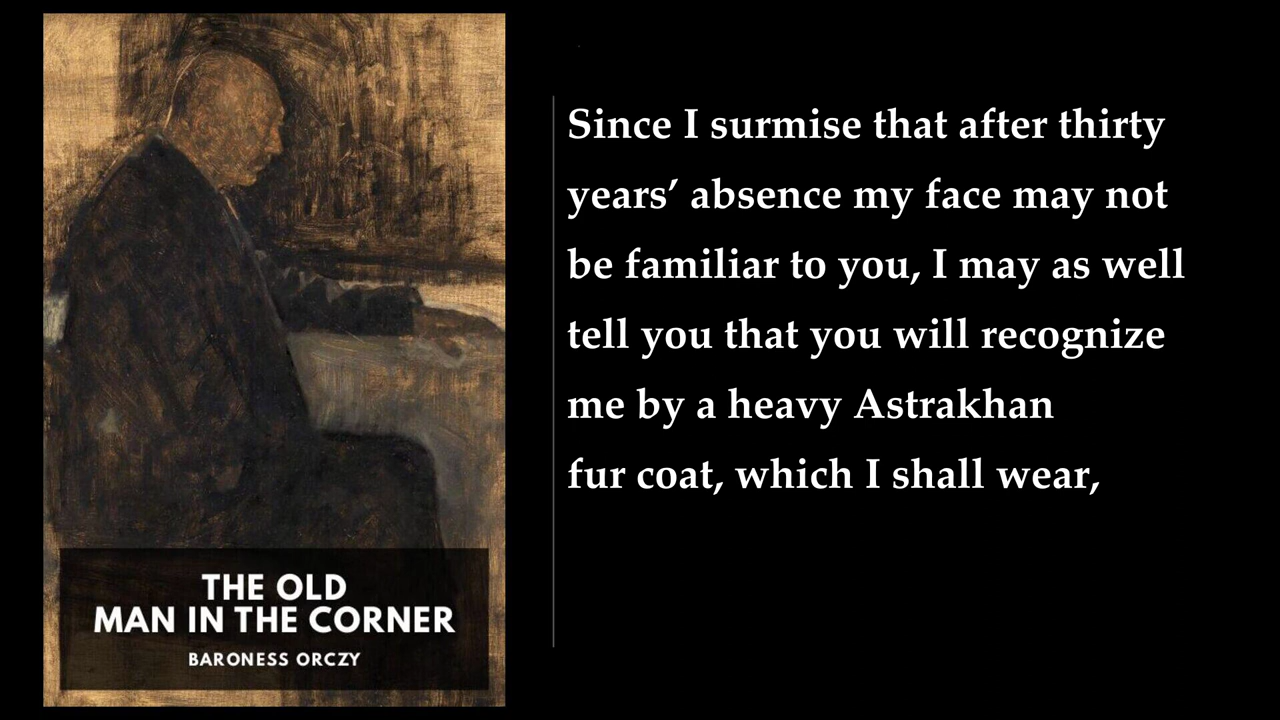 THE OLD
MAN IN THE CORNER
BARONESS ORCZY
Since I surmise that after thirty
years’ absence my face may not
be familiar to you, I may as well
tell you that you will recognize
me by a heavy Astrakhan
fur coat, which I shall wear,